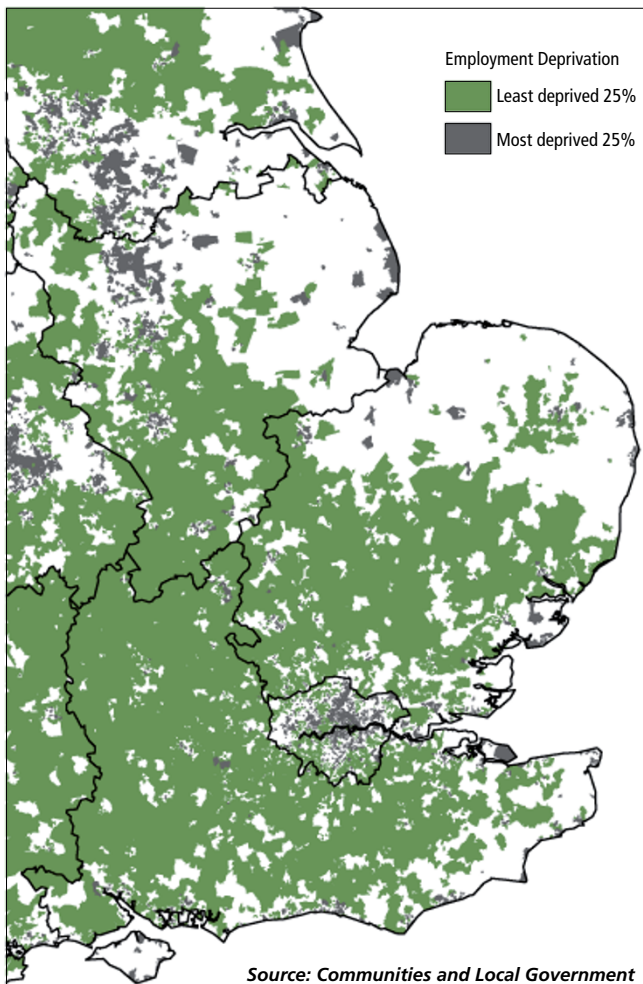 Employment Deprivation
Least deprived 25%
Most deprived 25%
Source: Communities and Local Government